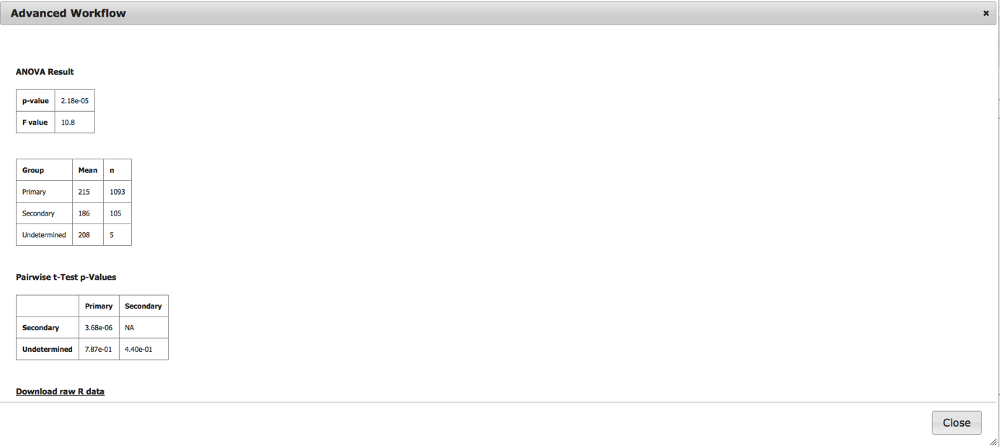 Advanced Workflow
ANOVA Result
p-value 2.18e-05
F value 10.8
Group Mean n
Primary 215 1093
Secondary 186 105
Undetermined 208 5
Pairwise t-Test p-Values
Primary Secondary
Secondary 3.68e-06 NA
Undetermined 7.87e-01 4.40e-01
Download raw R data
Close